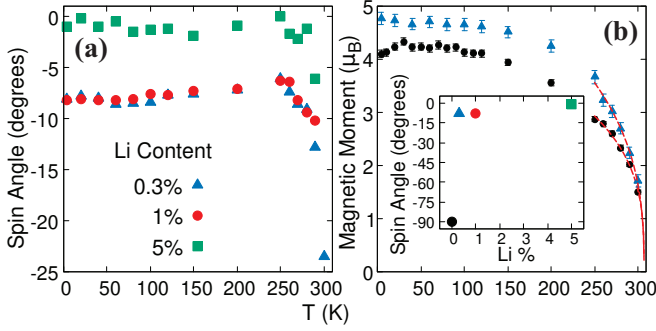 0
-5
-10
-15
-20
-25
Spin Angle (degrees)
(a)
Li Content
0.3%
1%
5%
0 50 100 150 200 250 300
T (K)
Magnetic Moment (μB)
5
4
3
2
1
0
(b)
Spin Angle (degrees)
0
-15
-30
-45
-60
-75
-90
0 1 2 3 4 5
Li %
0 50 100 150 200 250 300